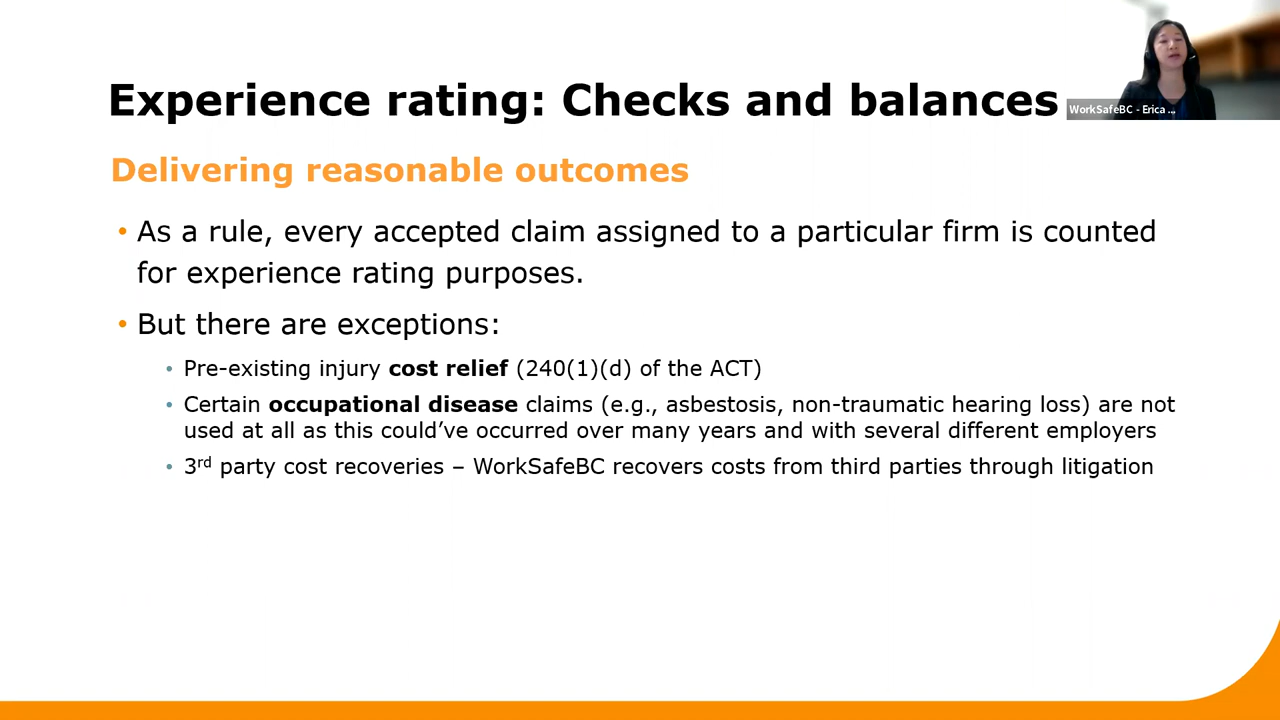 Experience rating: Checks and balances
WorkSafeBC - Erica ...
Delivering reasonable outcomes
• As a rule, every accepted claim assigned to a particular firm is counted
for experience rating purposes.
• But there are exceptions:
• Pre-existing injury cost relief (240(1)(d) of the ACT)
• Certain occupational disease claims (e.g., asbestosis, non-traumatic hearing loss) are not
used at all as this could’ve occurred over many years and with several different employers
• 3rd party cost recoveries – WorkSafeBC recovers costs from third parties through litigation